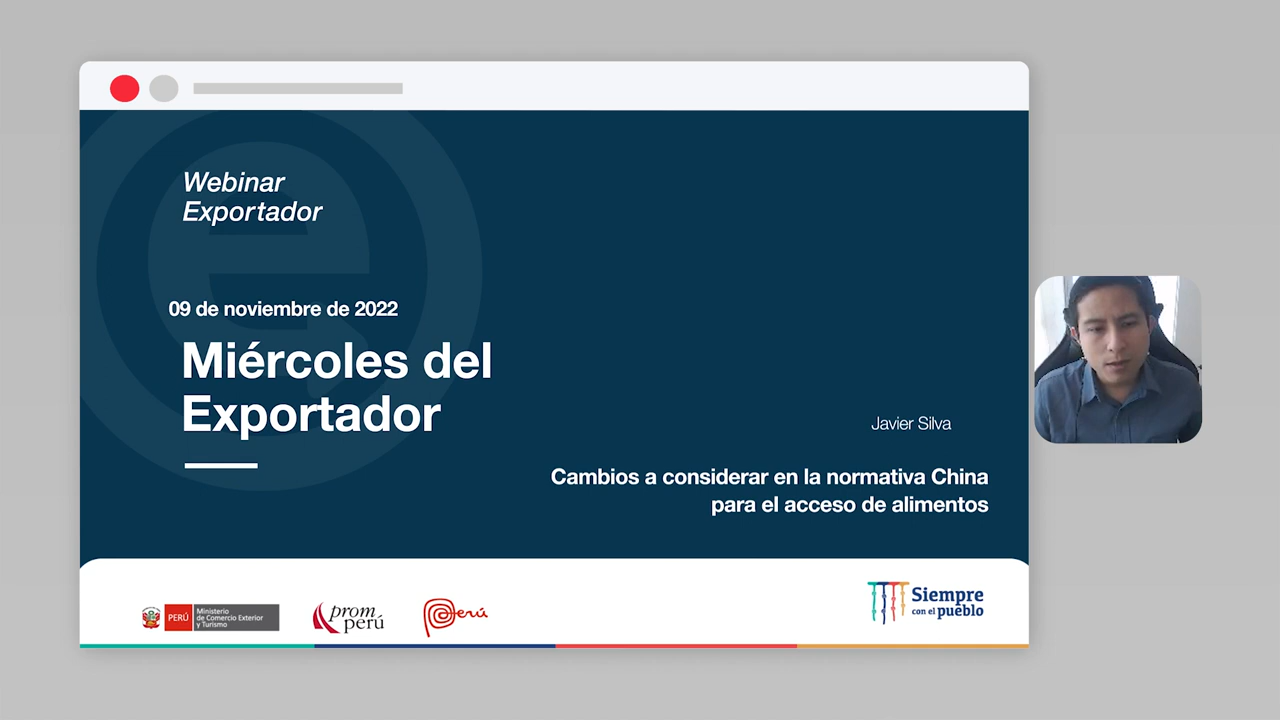 Webinar
Exportador
09 de noviembre de 2022
Miércoles del
Exportador
Javier Silva
Cambios a considerar en la normativa China
para el acceso de alimentos
PERÚ
Ministerio
de Comercio Exterior
y Turismo
prom
perú
Perú
Siempre
con el pueblo